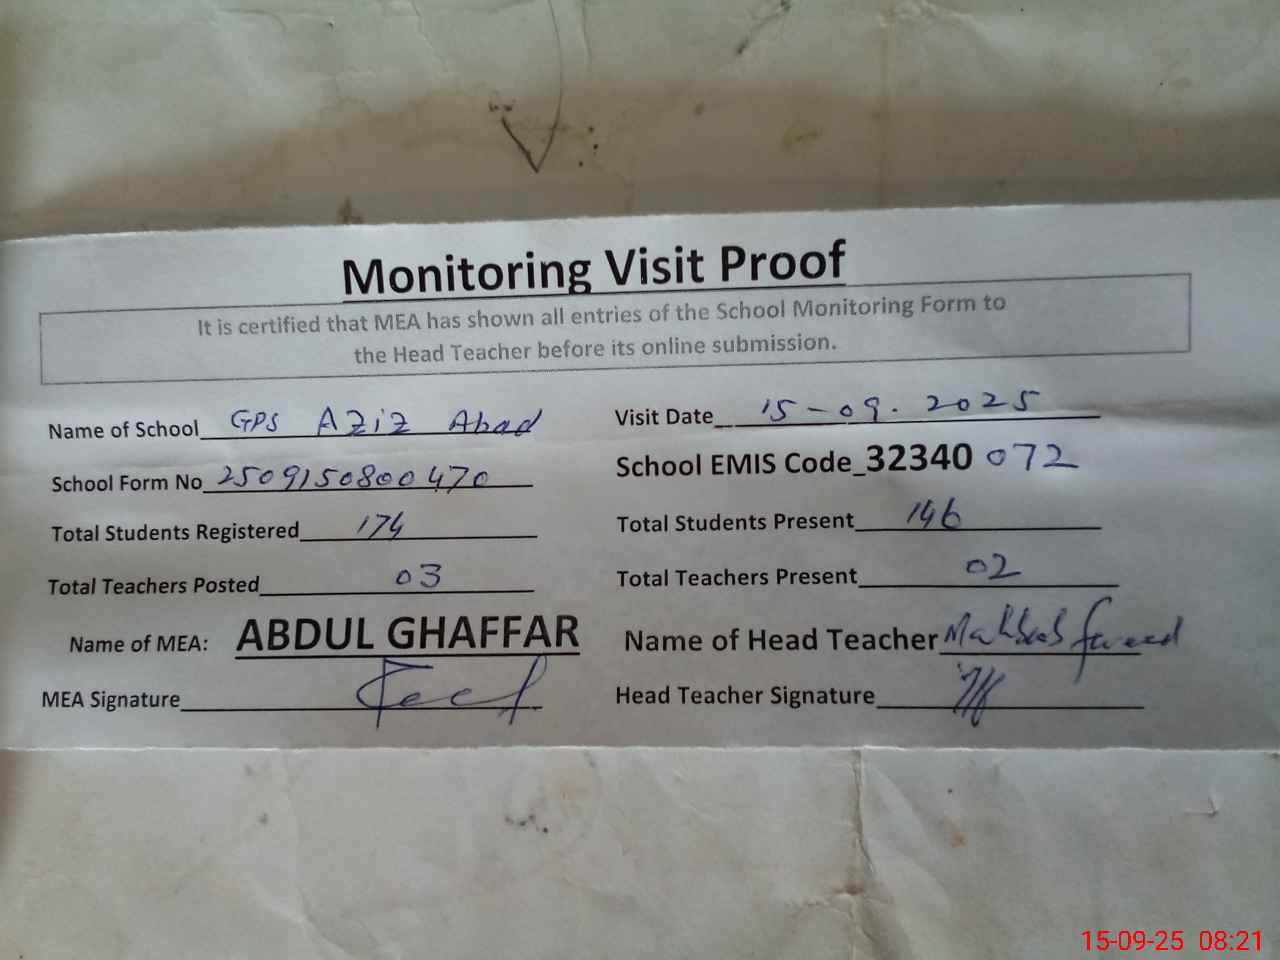 Monitoring Visit Proof
It is certified that MEA has shown all entries of the School Monitoring Form to
the Head Teacher before its online submission.
Name of School GPS AZiZ Abad Visit Date 15-09.2025
School Form No 2509150800470 School EMIS Code_32340 072
Total Students Registered 174 Total Students Present 146
Total Teachers Posted 03 Total Teachers Present 02
Name of MEA: ABDUL GHAFFAR Name of Head Teacher
MEA Signature Head Teacher Signature
15-09-25 08:21